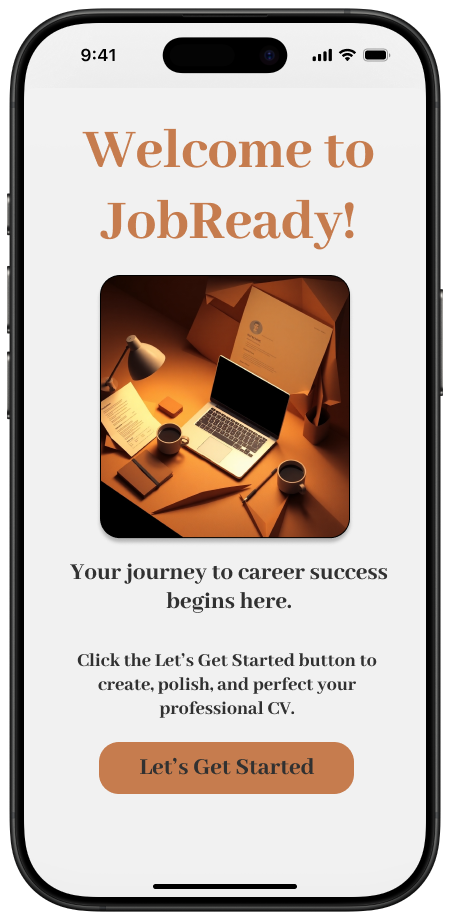 9:41
Welcome to
JobReady!
Your journey to career success
begins here.
Click the Let's Get Started button to
create, polish, and perfect your
professional CV.
Let's Get Started